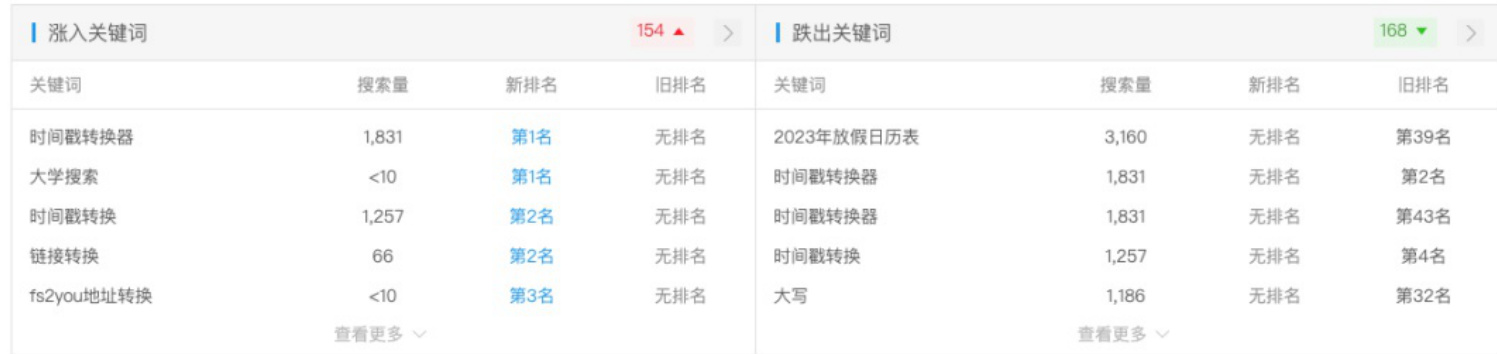 涨入关键词 154 ▲ >
关键词 搜索量 新排名 旧排名
时间戳转换器 1,831 第1名 无排名
大学搜索 <10 第1名 无排名
时间戳转换 1,257 第2名 无排名
链接转换 66 第2名 无排名
fs2you地址转换 <10 第3名 无排名
查看更多
跌出关键词 168 ▼ >
关键词 搜索量 新排名 旧排名
2023年放假日历表 3,160 无排名 第39名
时间戳转换器 1,831 无排名 第2名
时间戳转换器 1,831 无排名 第43名
时间戳转换 1,257 无排名 第4名
大写 1,186 无排名 第32名
查看更多